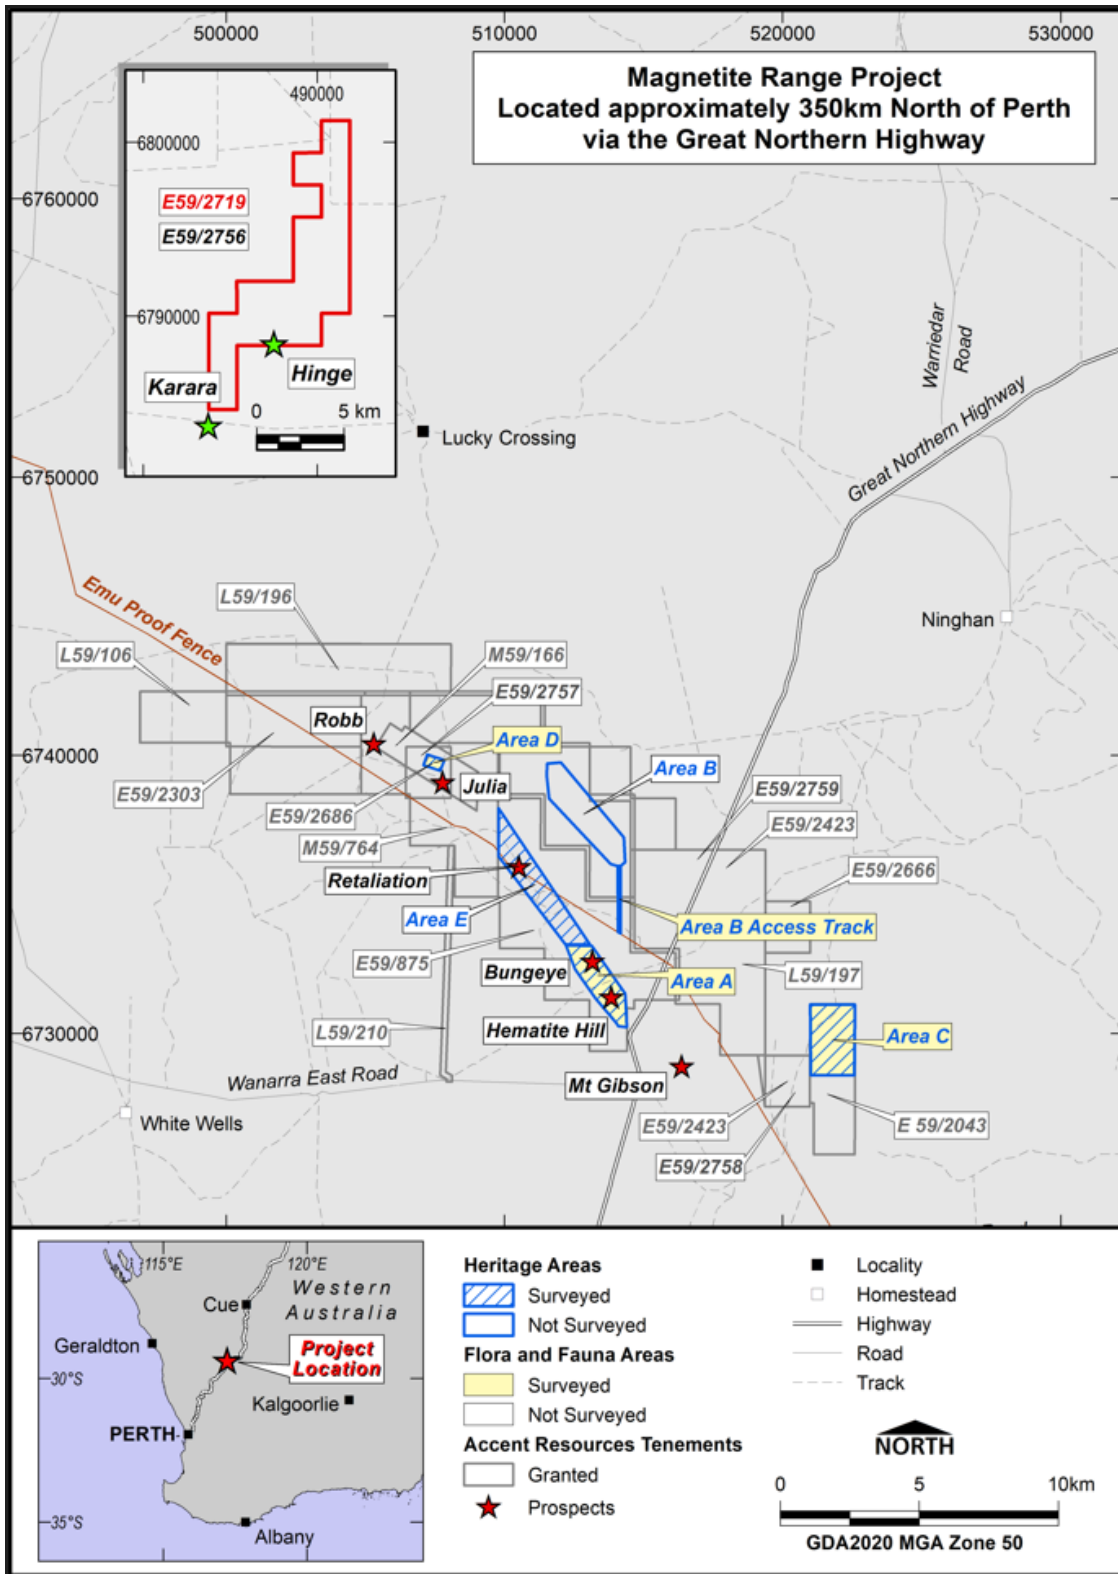 500000
510000
520000
530000
Magnetite Range Project
Located approximately 350km North of Perth
via the Great Northern Highway
490000
6800000
6790000
E59/2719
E59/2756
Karara
Hinge
0 5 km
6760000
6750000
6740000
6730000
Lucky Crossing
Warriedar
Road
Great Northern Highway
Ninghan
Emu Proof Fence
L59/196
L59/106
M59/166
E59/2757
Robb
Area D
Area B
E59/2303
Julia
E59/2686
M59/764
E59/2759
E59/2423
E59/2666
Retaliation
Area E
Area B Access Track
E59/875
Bungeye
Area A
L59/197
L59/210
Hematite Hill
Area C
Wanarra East Road
Mt Gibson
White Wells
E59/2423
E 59/2043
E59/2758
115°E
120°E
Western
Australia
Cue
Geraldton
Project
Location
30°S
Kalgoorlie
PERTH
35°S
Albany
Heritage Areas
Surveyed
Not Surveyed
Flora and Fauna Areas
Surveyed
Not Surveyed
Accent Resources Tenements
Granted
Prospects
Locality
Homestead
Highway
Road
Track
NORTH
0 5 10km
GDA2020 MGA Zone 50